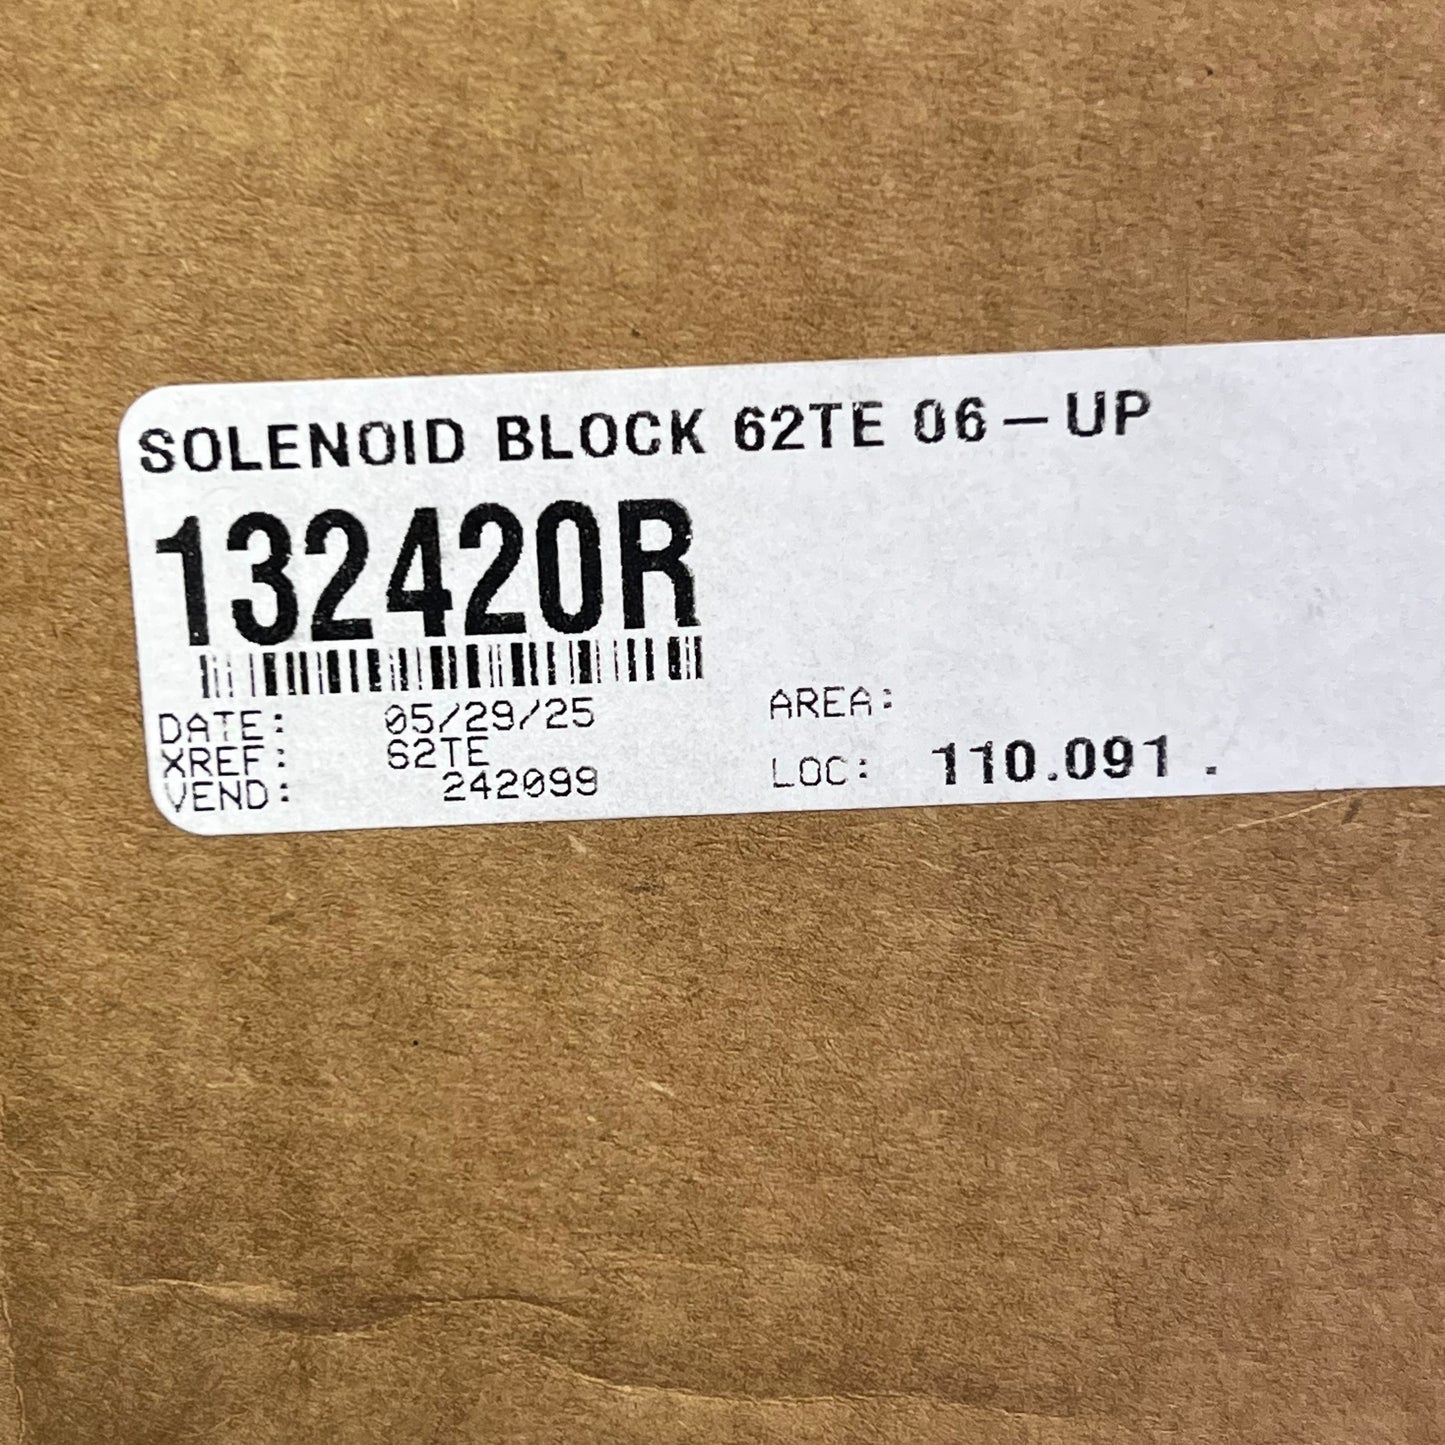 SOLENOID BLOCK 62TE 06-UP
132420R
DATE: 05/29/25
XREF: 62TE
VEND: 242099
AREA:
LOC: 110.091 .